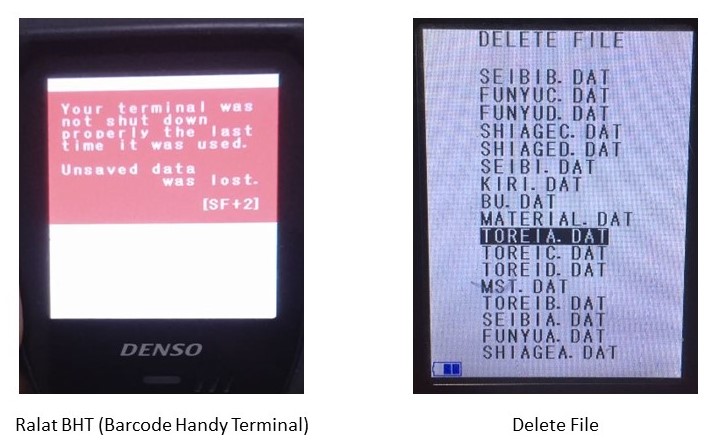 Your terminal was
not shut down
properly the last
time it was used.
Unsaved data
was lost.
[SF+2]
DENSO
Ralat BHT (Barcode Handy Terminal)
DELETE FILE
SEIBIB. DAT
FUNYUC. DAT
FUNYUD. DAT
SHIAGEC. DAT
SHIAGED. DAT
SEIBI. DAT
KIRI. DAT
BU. DAT
MATERIAL. DAT
TOREIA. DAT
TOREIC. DAT
TOREID. DAT
MST. DAT
TOREIB. DAT
SEIBIA. DAT
FUNYUA. DAT
SHIAGEA. DAT
Delete File